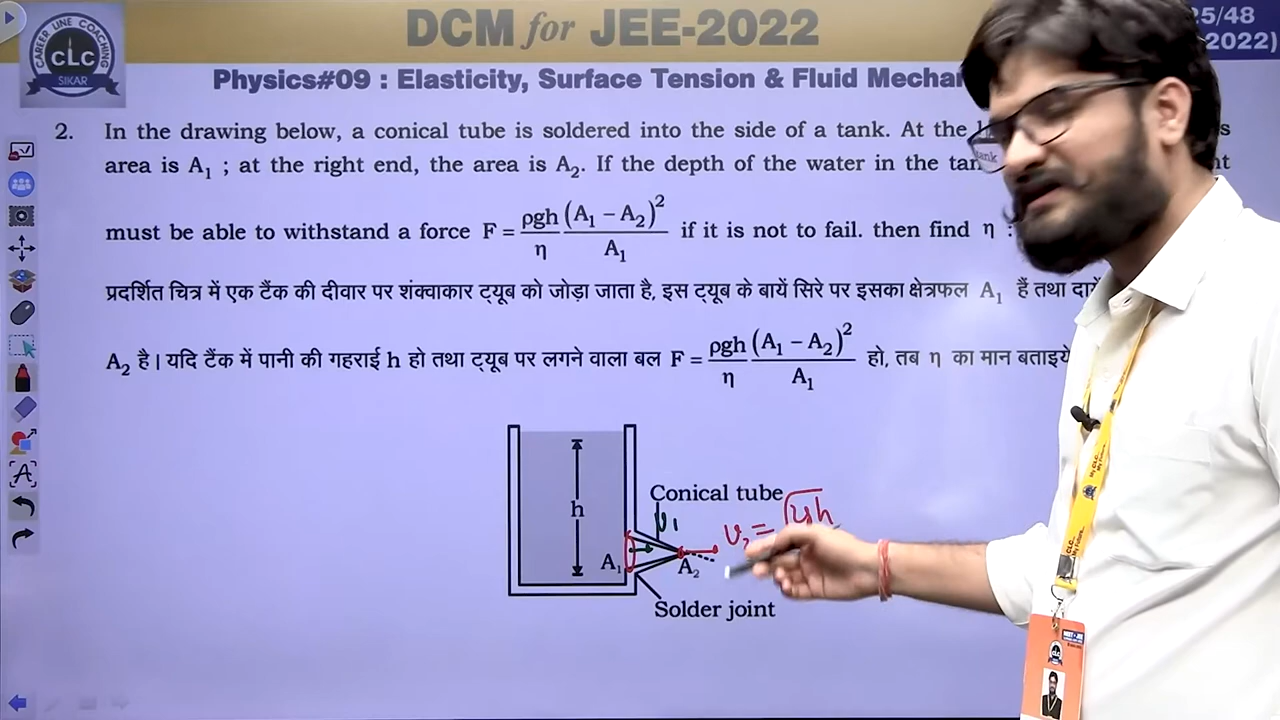 DCM for JEE-2022
25/48
2022)
CAREER LINE COACHING
CLC
SIKAR
Physics#09 : Elasticity, Surface Tension & Fluid
2. In the drawing below, a conical tube is soldered into the side of a tank. At the
area is A₁ ; at the right end, the area is A₂. If the depth of the water in the
must be able to withstand a force F = ρgh/η (A₁ − A₂)²/A₁ if it is not to fail. then find η :
प्रदर्शित चित्र में एक टैंक की दीवार पर शंक्वाकार ट्यूब को जोड़ा जाता है, इस ट्यूब के बायें सिरे पर इसका क्षेत्रफल A₁ हैं तथा
A₂ है। यदि टैंक में पानी की गहराई h हो तथा ट्यूब पर लगने वाला बल F = ρgh/η (A₁ − A₂)²/A₁ हो, तब η का मान बताइये
Conical tube
h
v₁
v₂ =
A₁
A₂
Solder joint
CLC